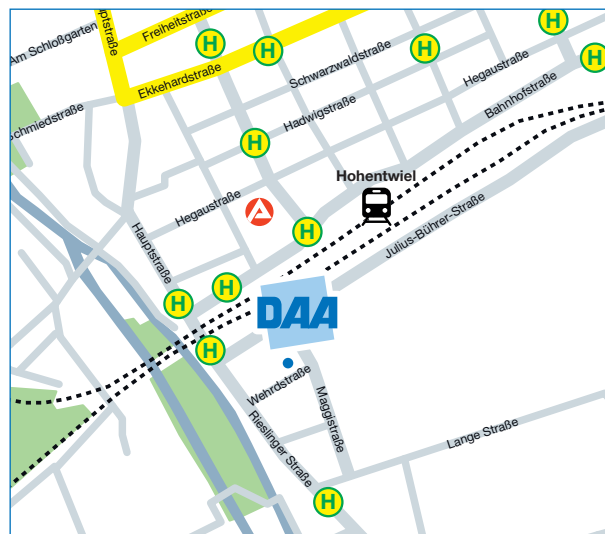 Am Schloßgarten
Hauptstraße
Freiheitstraße
H
H
H
H
H
Ekkehardstraße
Schwarzwaldstraße
Hegaustraße
Bahnhofstraße
Schmiedstraße
Hadwigstraße
H
Hohentwiel
Hegaustraße
Hauptstraße
H
Julius-Bührer-Straße
H
H
DAA
H
Wehrdstraße
Maggistraße
Rieslinger Straße
Lange Straße
H